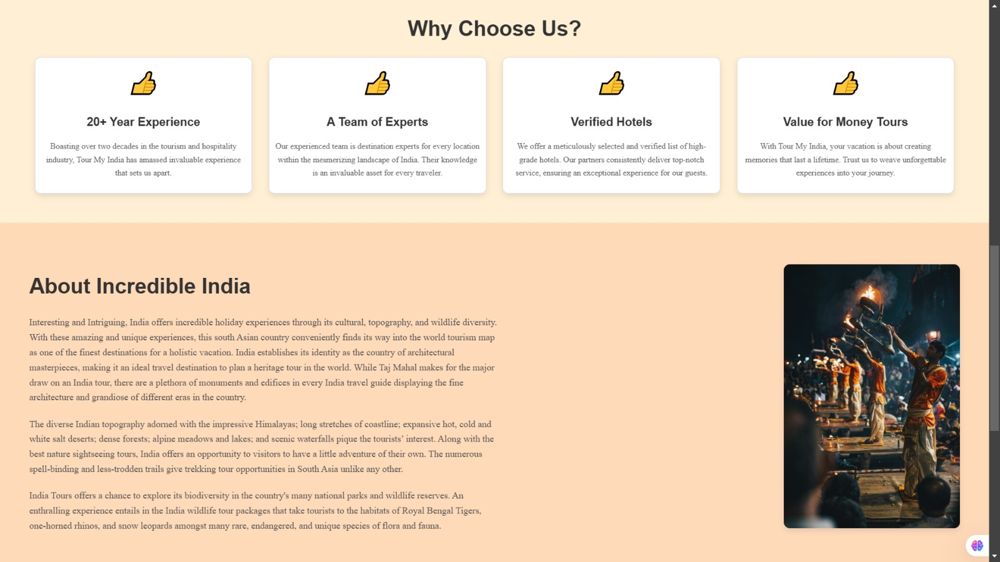 Why Choose Us?
20+ Year Experience
Boasting over two decades in the tourism and hospitality
industry, Tour My India has amassed invaluable experience
that sets us apart.
A Team of Experts
Our experienced team is destination experts for every location
within the mesmerizing landscape of India. Their knowledge
is an invaluable asset for every traveler.
Verified Hotels
We offer a meticulously selected and verified list of high-
grade hotels. Our partners consistently deliver top-notch
service, ensuring an exceptional experience for our guests.
Value for Money Tours
With Tour My India, your vacation is about creating
memories that last a lifetime. Trust us to weave unforgettable
experiences into your journey.
About Incredible India
Interesting and Intriguing, India offers incredible holiday experiences through its cultural, topography, and wildlife diversity.
With these amazing and unique experiences, this south Asian country conveniently finds its way into the world tourism map
as one of the finest destinations for a holistic vacation. India establishes its identity as the country of architectural
masterpieces, making it an ideal travel destination to plan a heritage tour in the world. While Taj Mahal makes for the major
draw on an India tour, there are a plethora of monuments and edifices in every India travel guide displaying the fine
architecture and grandiose of different eras in the country.
The diverse Indian topography adorned with the impressive Himalayas; long stretches of coastline; expansive hot, cold and
white salt deserts; dense forests; alpine meadows and lakes; and scenic waterfalls pique the tourists’ interest. Along with the
best nature sightseeing tours, India offers an opportunity to visitors to have a little adventure of their own. The numerous
spell-binding and less-trodden trails give trekking tour opportunities in South Asia unlike any other.
India Tours offers a chance to explore its biodiversity in the country's many national parks and wildlife reserves. An
enthralling experience entails in the India wildlife tour packages that take tourists to the habitats of Royal Bengal Tigers,
one-horned rhinos, and snow leopards amongst many rare, endangered, and unique species of flora and fauna.